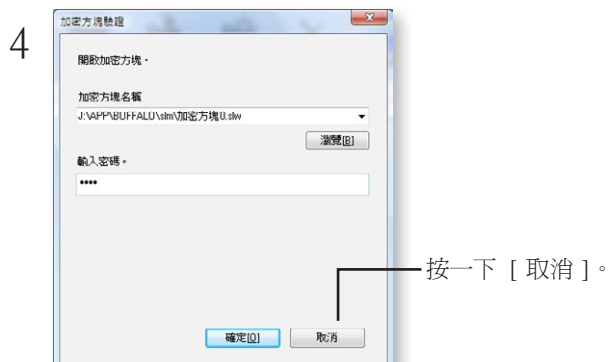 4
加密方塊驗證
開啟加密方塊。
加密方塊名稱
J:\APP\BUFFALO\slm\加密方塊0.slw
瀏覽[B]
輸入密碼。
••••
按一下 [ 取消 ]。
確定[O]
取消